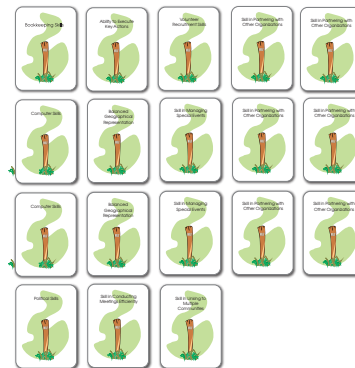 Bookkeeping Skills
Ability To Execute
Key Actions
Volunteer
Recruitment Skills
Skill in Partnering with
Other Organizations
Skill in Partnering with
Other Organizations
Computer Skills
Balanced
Geographical
Representation
Skill in Managing
Special Events
Skill in Partnering with
Other Organizations
Skill in Partnering with
Other Organizations
Computer Skills
Balanced
Geographical
Representation
Skill in Managing
Special Events
Skill in Partnering with
Other Organizations
Skill in Partnering with
Other Organizations
Political Skills
Skill in Conducting
Meetings Efficiently
Skill in Linking to
Multiple
Communities